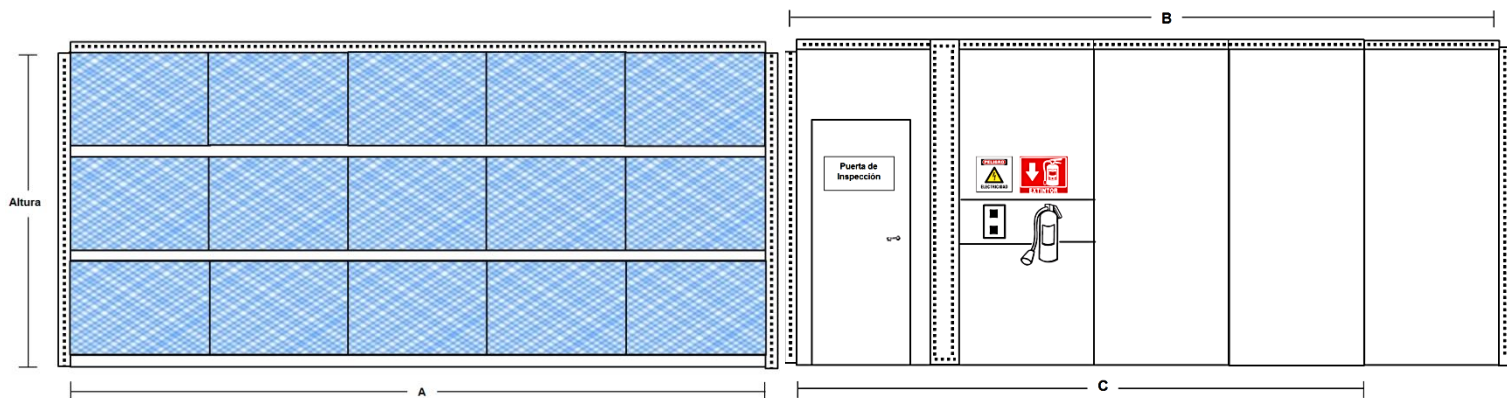 B
Altura
Puerta de
Inspección
PELIGRO
ELECTRICIDAD
EXTINTOR
A
C